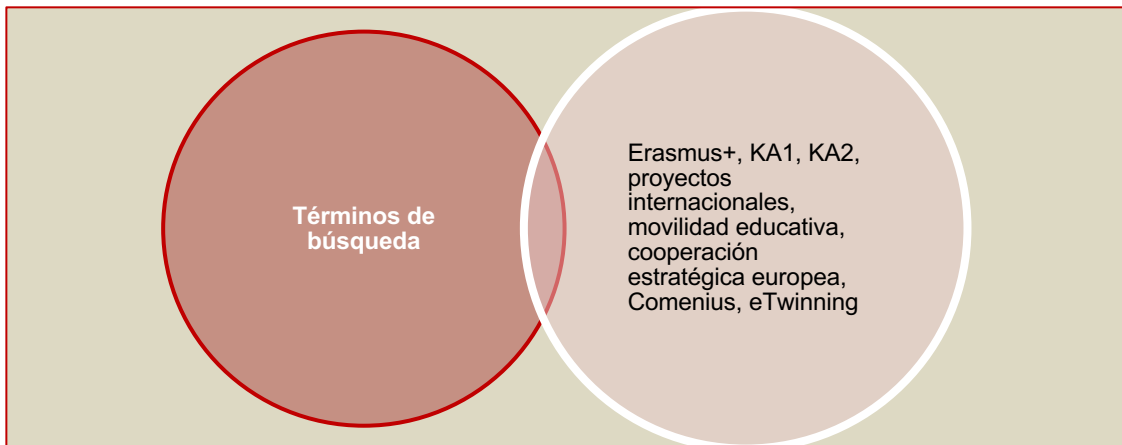 Términos de
búsqueda
Erasmus+, KA1, KA2,
proyectos
internacionales,
movilidad educativa,
cooperación
estratégica europea,
Comenius, eTwinning